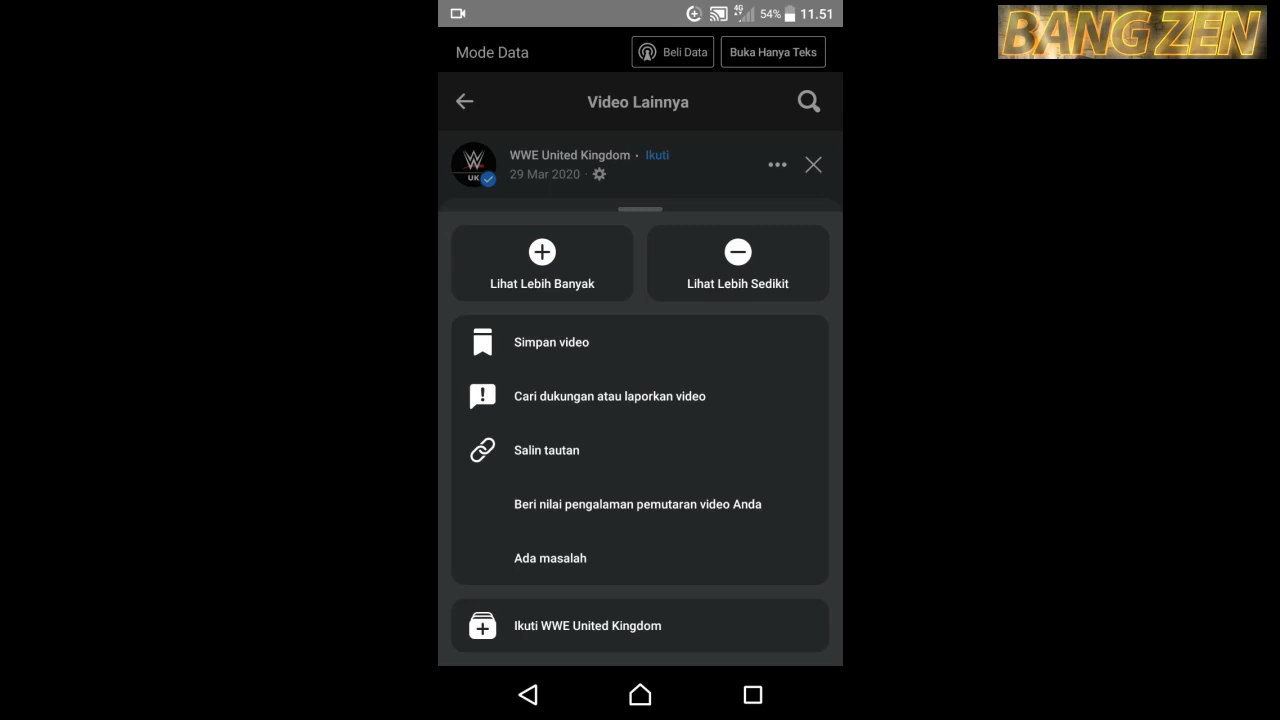 4G 54% 11.51
BANG ZEN
Mode Data Beli Data Buka Hanya Teks
Video Lainnya
WWE United Kingdom · Ikuti
29 Mar 2020 ·
W
UK
Lihat Lebih Banyak Lihat Lebih Sedikit
Simpan video
Cari dukungan atau laporkan video
Salin tautan
Beri nilai pengalaman pemutaran video Anda
Ada masalah
Ikuti WWE United Kingdom